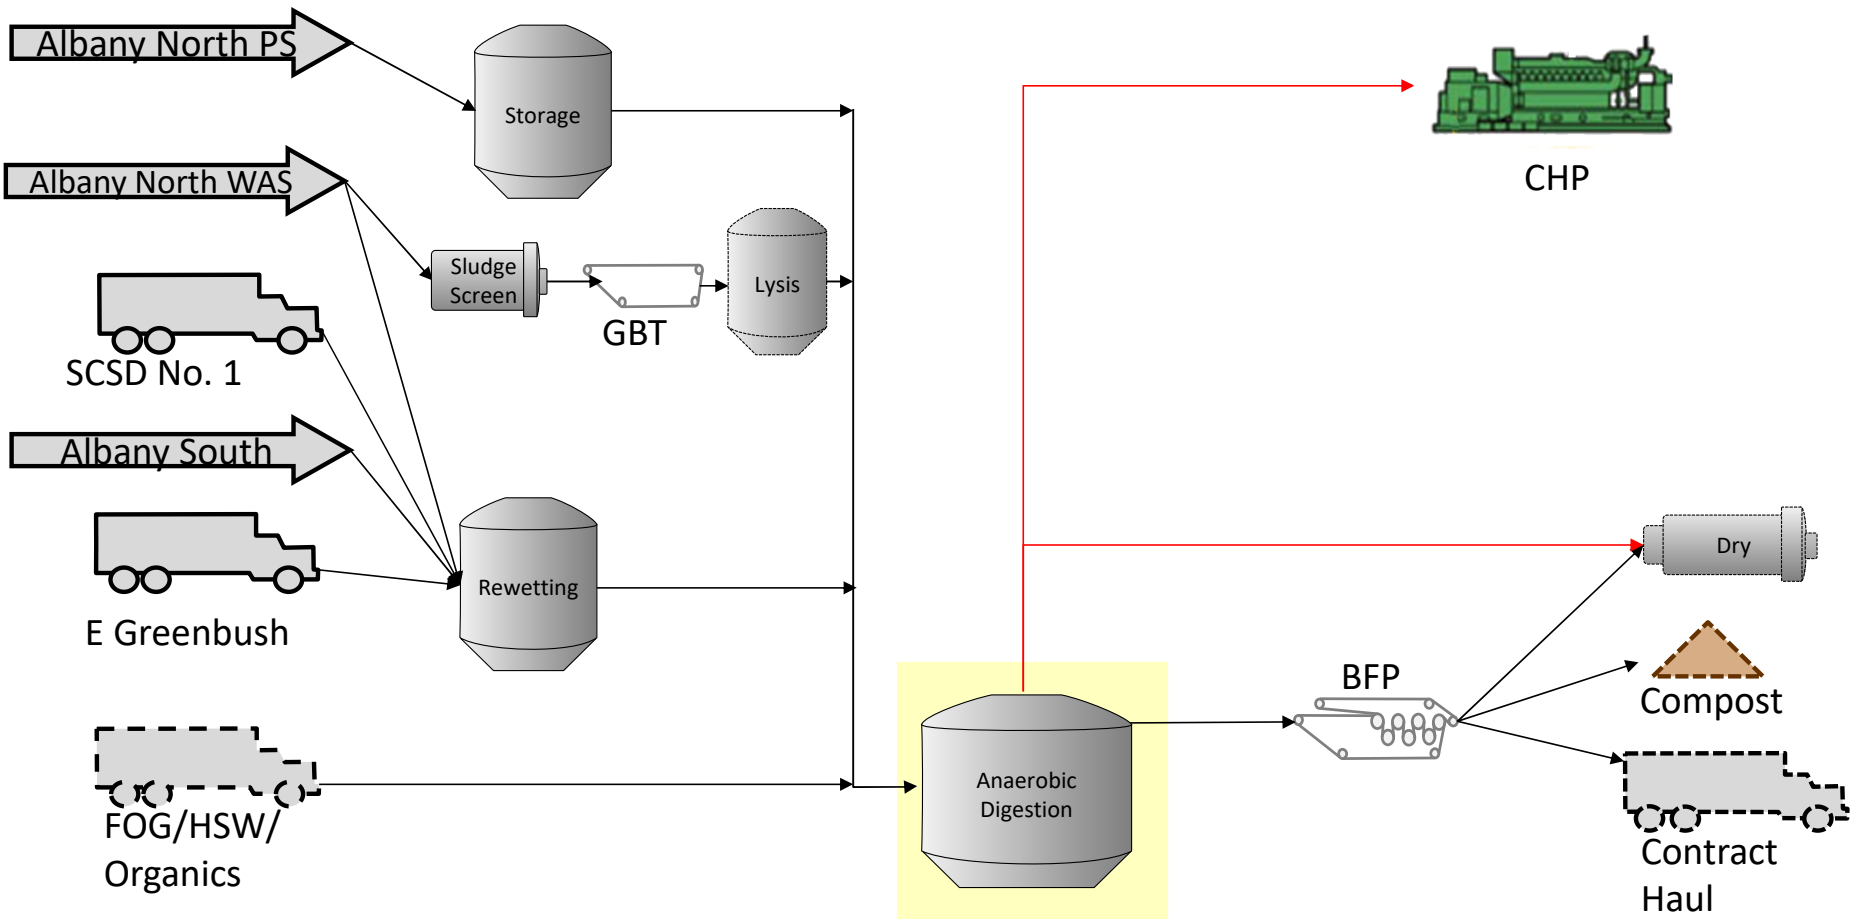 Albany North PS
Storage
CHP
Albany North WAS
Sludge
Screen
GBT
Lysis
SCSD No. 1
Albany South
E Greenbush
Rewetting
Dry
BFP
Compost
Anaerobic
Digestion
FOG/HSW/
Organics
Contract
Haul